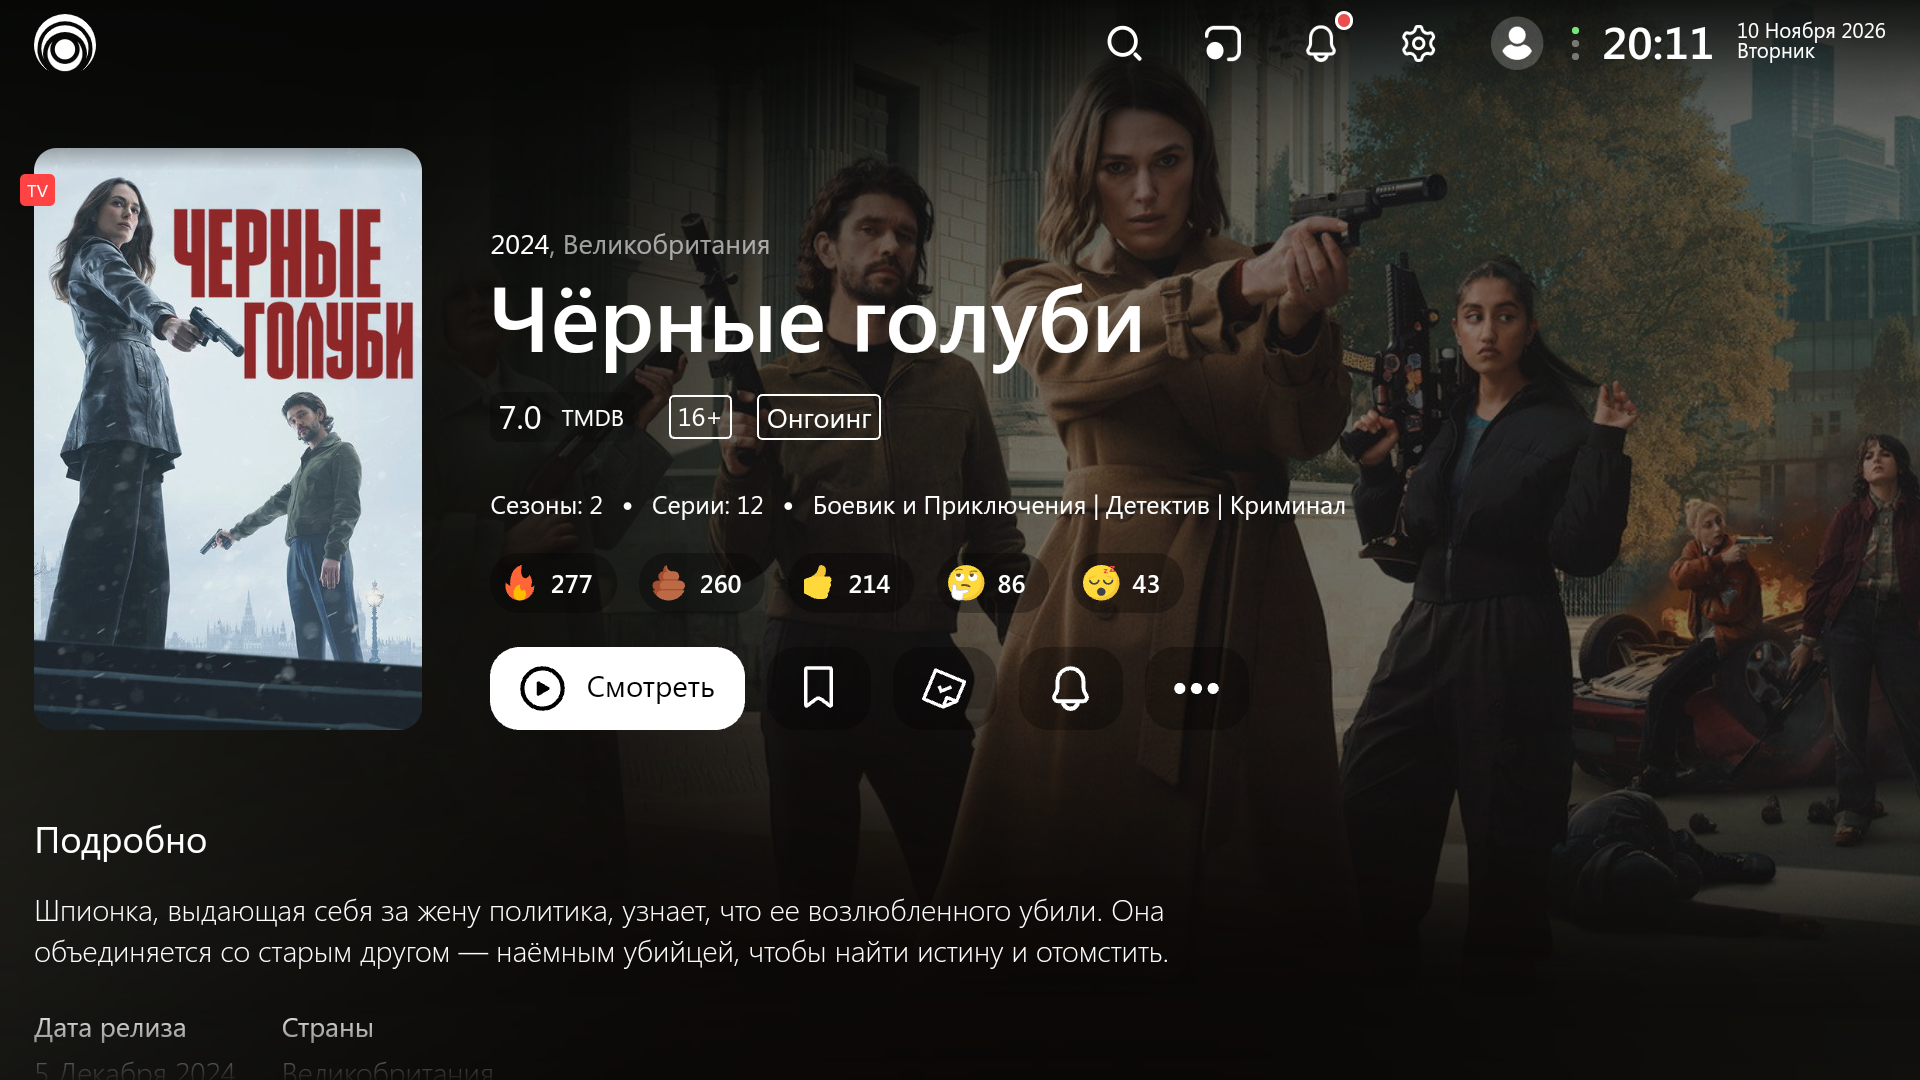 20:11
10 Ноября 2026
Вторник
TV
ЧЕРНЫЕ
ГОЛУБИ
2024, Великобритания
Чёрные голуби
7.0 TMDB 16+ Онгоинг
Сезоны: 2 • Серии: 12 • Боевик и Приключения | Детектив | Криминал
277 260 214 86 43
Смотреть
Подробно
Шпионка, выдающая себя за жену политика, узнает, что ее возлюбленного убили. Она
объединяется со старым другом — наёмным убийцей, чтобы найти истину и отомстить.
Дата релиза Страны
5 Декабря 2024 Великобритания